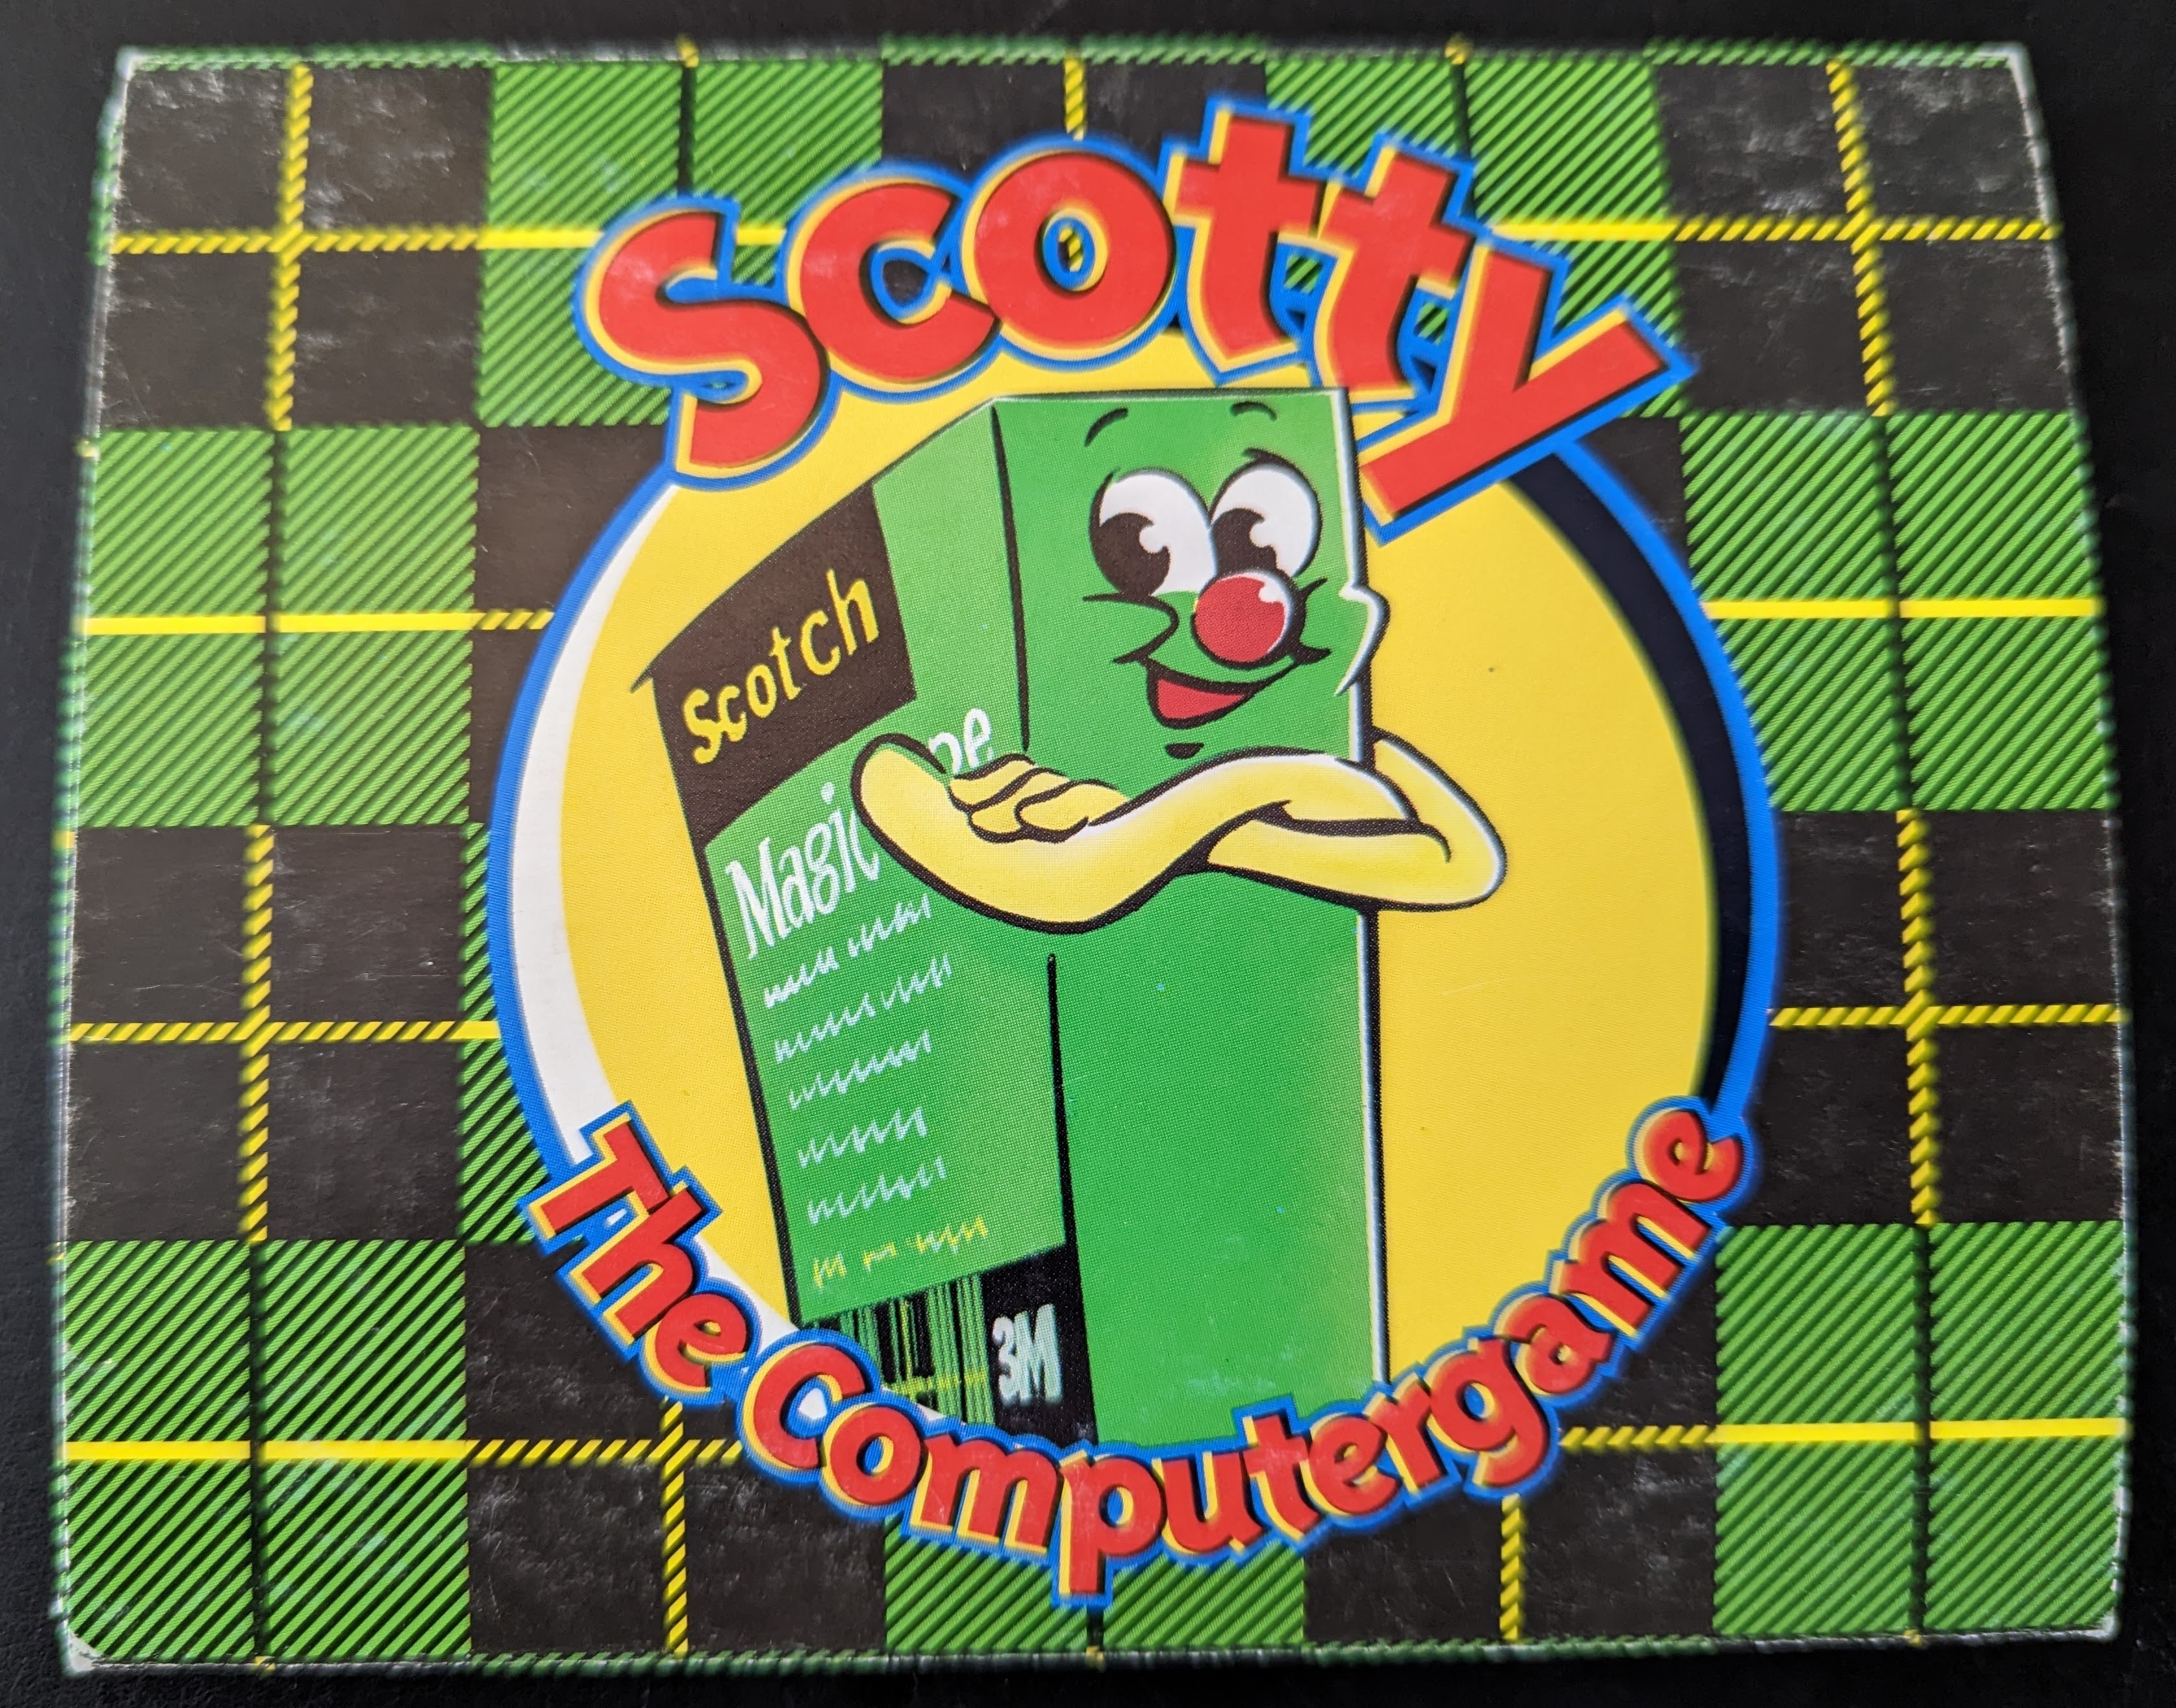 Scotty
scotch
Magic
3M
The Computergame